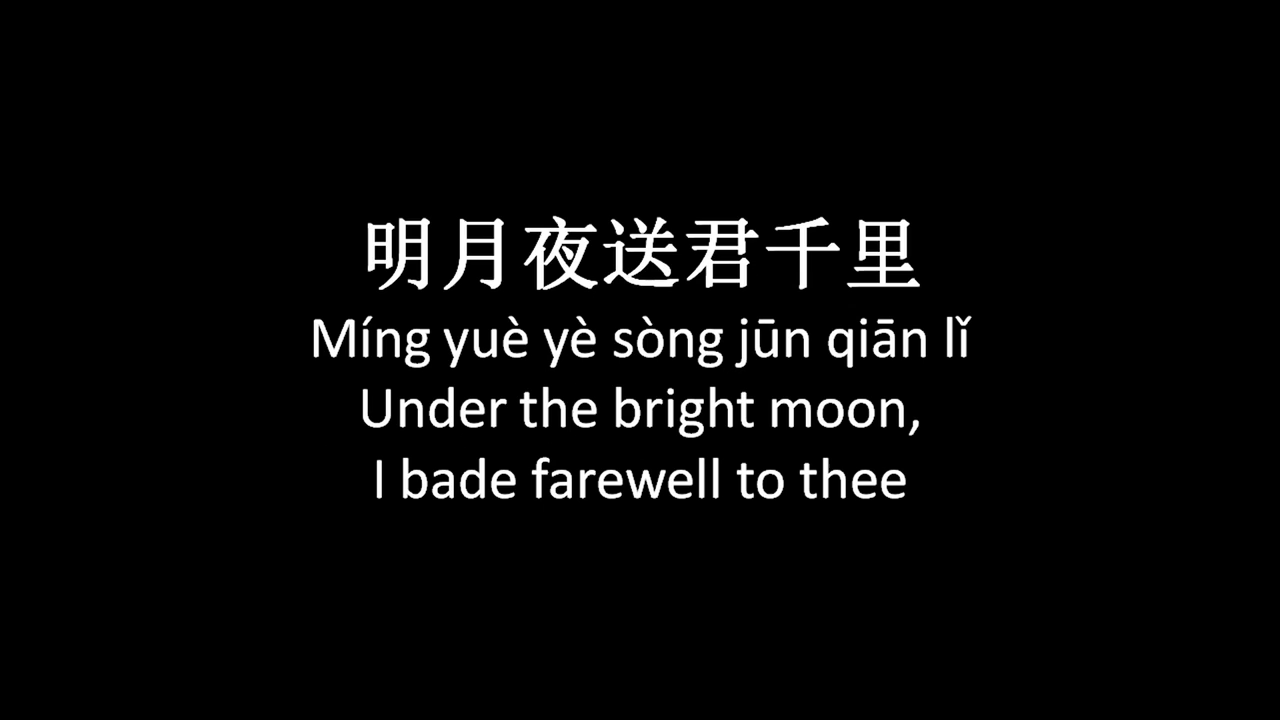 明月夜送君千里
Míng yuè yè sòng jūn qiān lǐ
Under the bright moon,
I bade farewell to thee